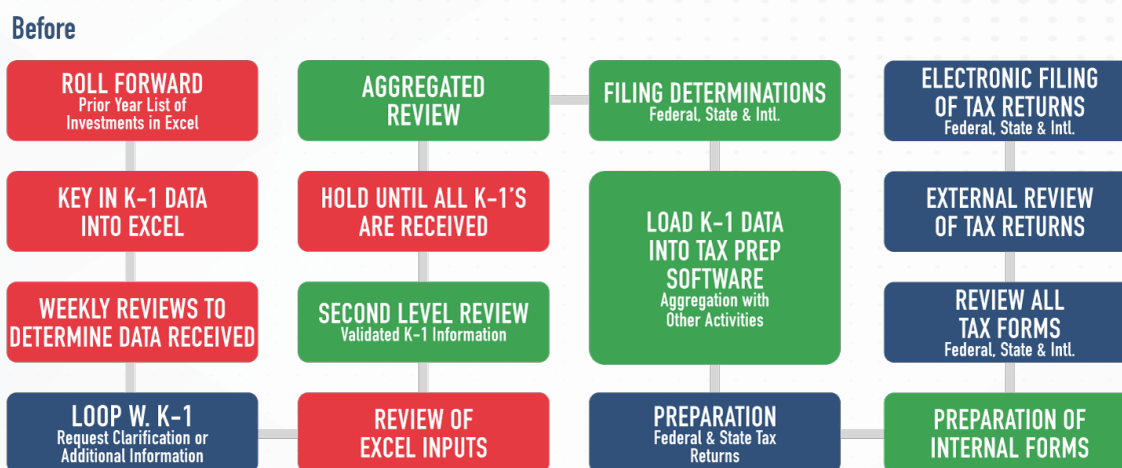 Before
ROLL FORWARD
Prior Year List of
Investments in Excel
KEY IN K-1 DATA
INTO EXCEL
WEEKLY REVIEWS TO
DETERMINE DATA RECEIVED
LOOP W. K-1
Request Clarification or
Additional Information
REVIEW OF
EXCEL INPUTS
SECOND LEVEL REVIEW
Validated K-1 Information
HOLD UNTIL ALL K-1'S
ARE RECEIVED
AGGREGATED
REVIEW
FILING DETERMINATIONS
Federal, State & Intl.
LOAD K-1 DATA
INTO TAX PREP
SOFTWARE
Aggregation with
Other Activities
PREPARATION
Federal & State Tax
Returns
PREPARATION OF
INTERNAL FORMS
REVIEW ALL
TAX FORMS
Federal, State & Intl.
EXTERNAL REVIEW
OF TAX RETURNS
ELECTRONIC FILING
OF TAX RETURNS
Federal, State & Intl.